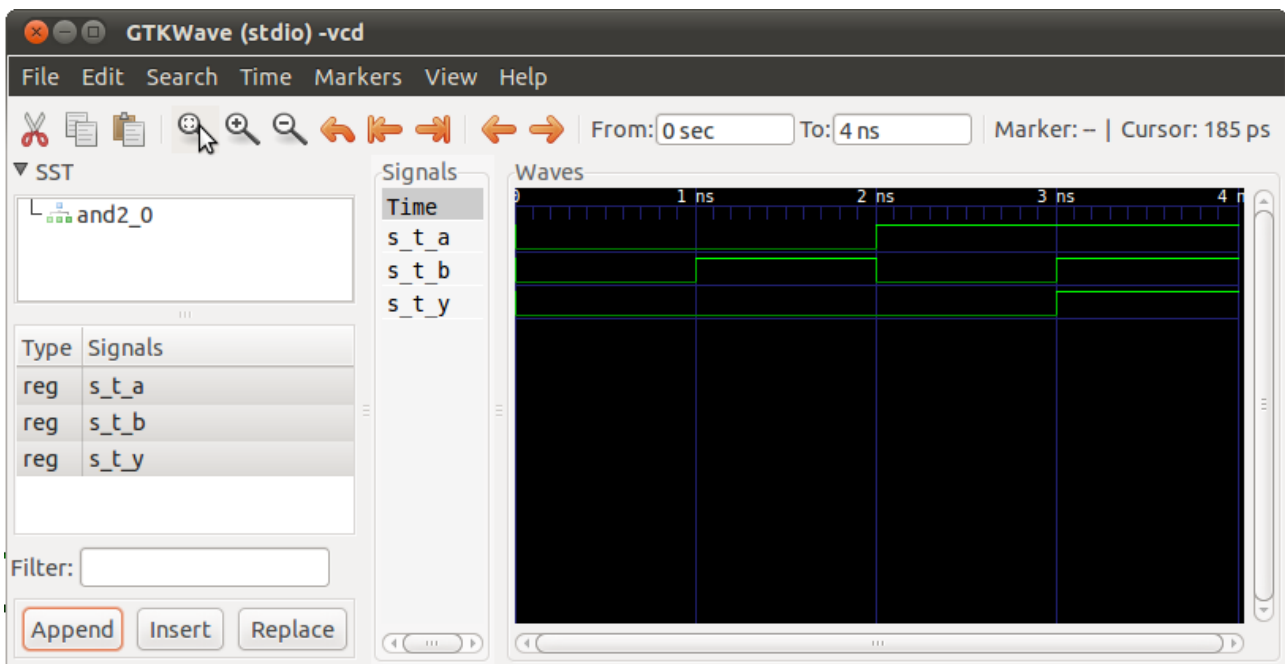 GTKWave (stdio) -vcd
File Edit Search Time Markers View Help
From: 0 sec To: 4 ns Marker: -- | Cursor: 185 ps
SST
and2_0
Type Signals
reg s_t_a
reg s_t_b
reg s_t_y
Filter:
Append Insert Replace
Signals
Time
s_t_a
s_t_b
s_t_y
Waves
0 1 ns 2 ns 3 ns 4 n